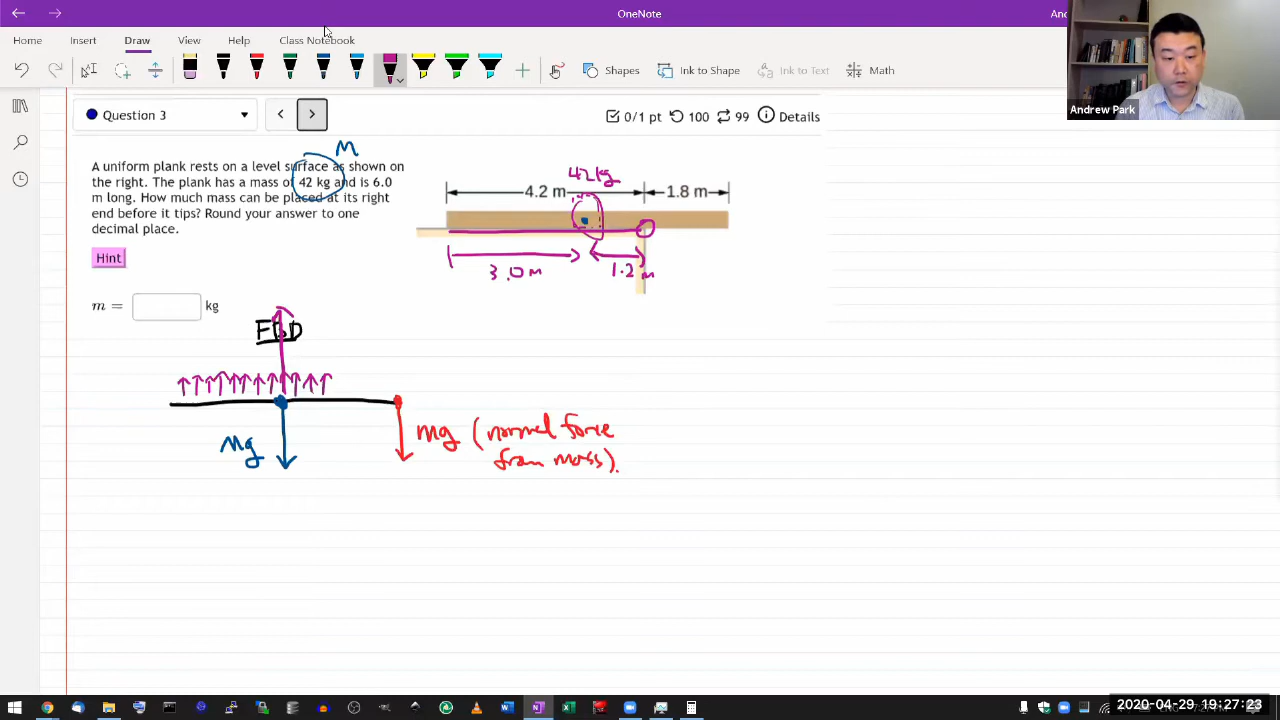 OneNote
An
Home
Insert
Draw
View
Help
Class Notebook
Shapes
Ink to Shape
Ink to Text
Math
Andrew Park
Question 3
0/1 pt
100
99
Details
M
A uniform plank rests on a level surface as shown on
the right. The plank has a mass of 42 kg and is 6.0
m long. How much mass can be placed at its right
end before it tips? Round your answer to one
decimal place.
Hint
m =
kg
42kg
4.2 m
1.8 m
3.0m
1.2 m
FBD
Mg
mg (normal force
from mass).
2020-04-29 19:27:23